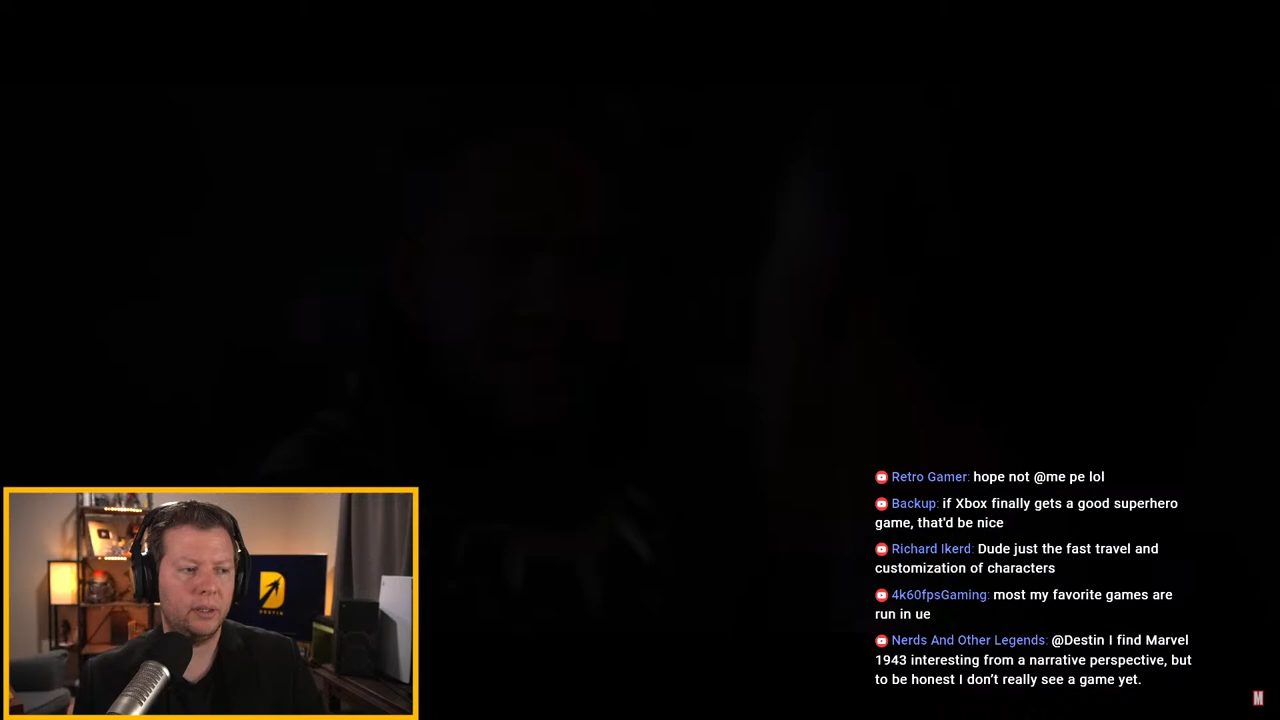 Retro Gamer: hope not @me pe lol
Backup: if Xbox finally gets a good superhero
game, that'd be nice
Richard Ikerd: Dude just the fast travel and
customization of characters
4k60fpsGaming: most my favorite games are
run in ue
Nerds And Other Legends: @Destin I find Marvel
1943 interesting from a narrative perspective, but
to be honest I don’t really see a game yet.
D
DESTIN
M